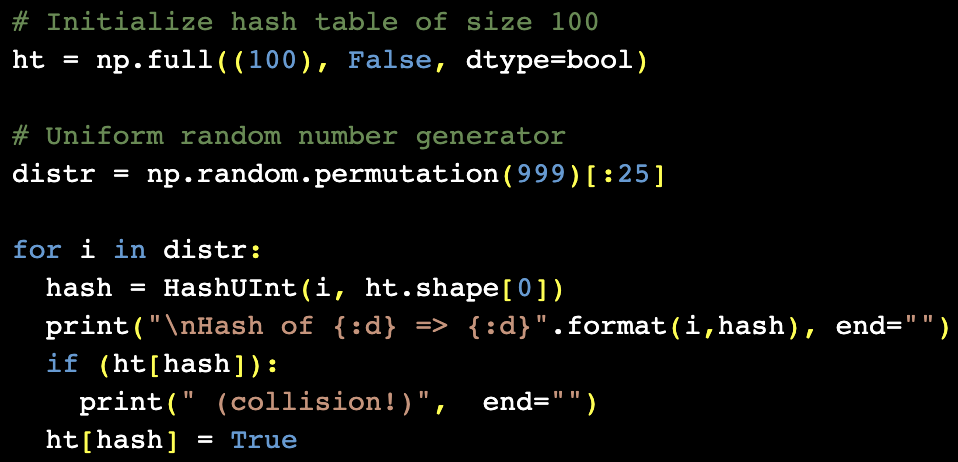 # Initialize hash table of size 100
ht = np.full((100), False, dtype=bool)
# Uniform random number generator
distr = np.random.permutation(999)[:25]
for i in distr:
  hash = HashUInt(i, ht.shape[0])
  print("\nHash of {:d} => {:d}".format(i,hash), end="")
  if (ht[hash]):
    print(" (collision!)",  end="")
  ht[hash] = True